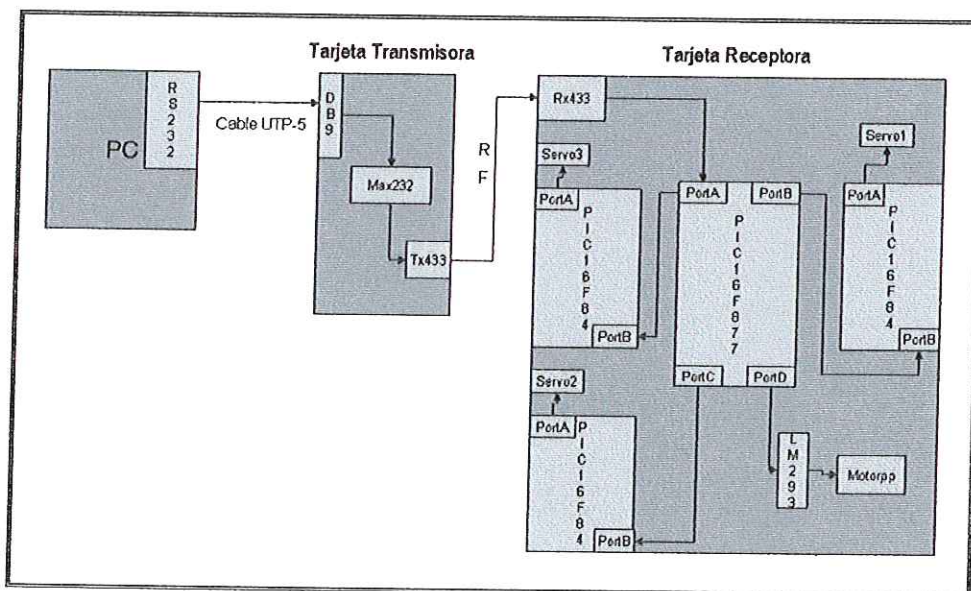 Tarjeta Transmisora
Tarjeta Receptora
PC
RS232
Cable UTP-5
DB9
Max232
Tx433
RF
Rx433
Servo3
PortA
PIC16F84
PortB
Servo2
PortA
PIC16F84
PortB
PortA
PortB
PIC16F877
PortC
PortD
LM293
Motorpp
Servo1
PortA
PIC16F84
PortB